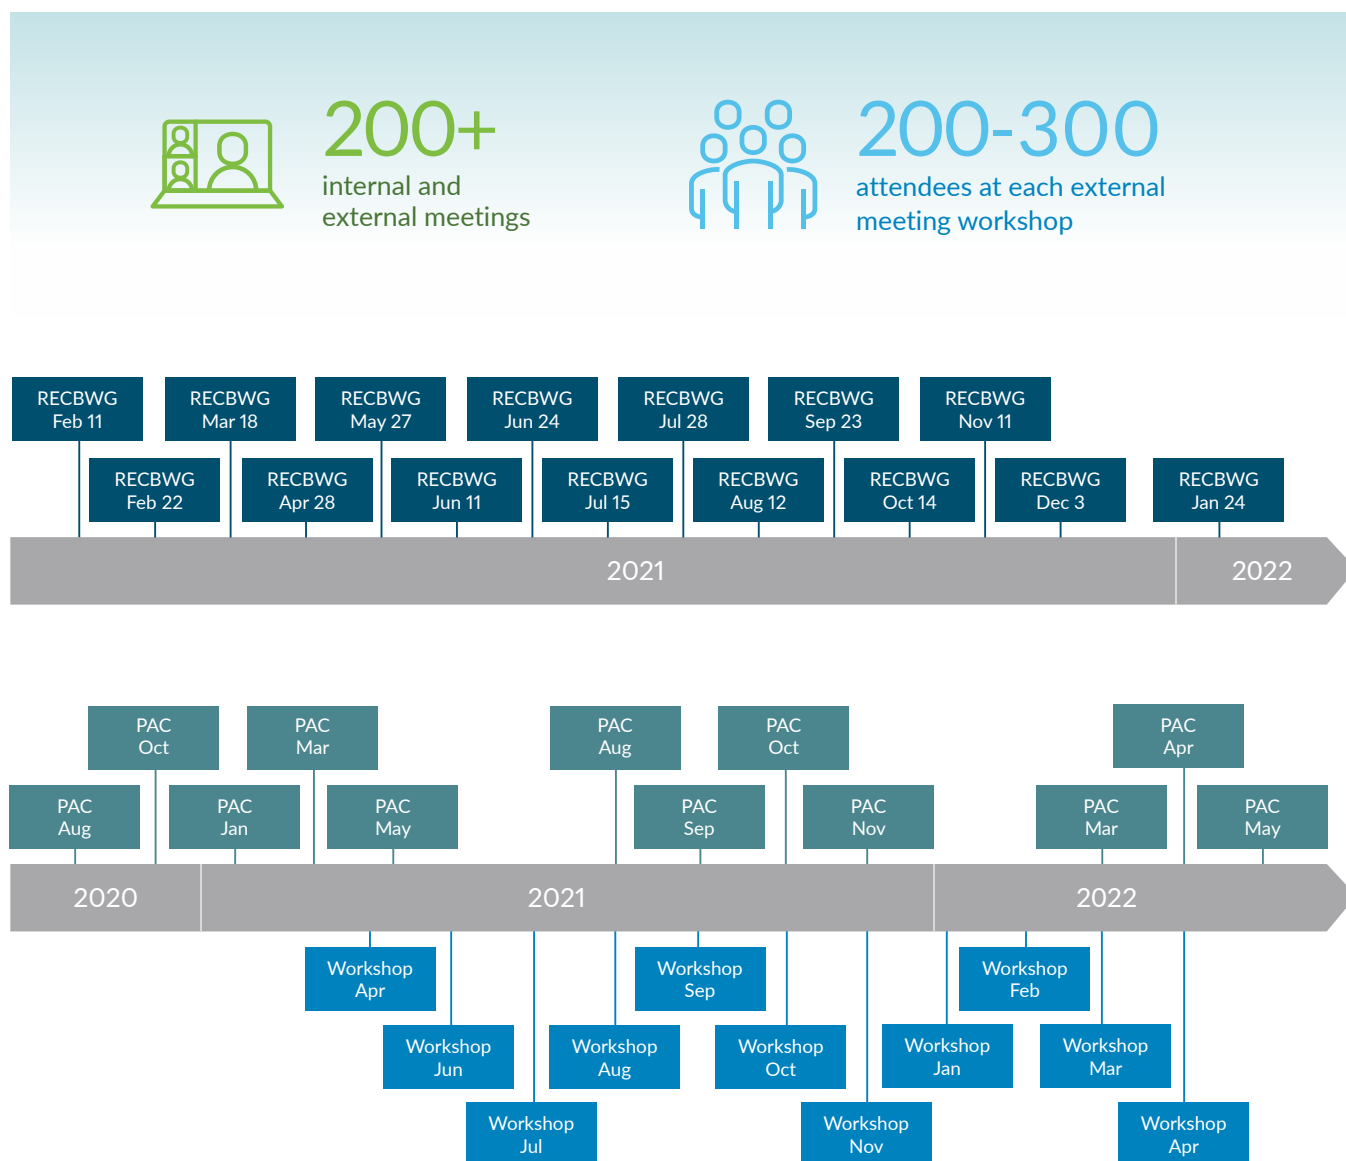 200+
internal and
external meetings
200-300
attendees at each external
meeting workshop
RECBWG
Feb 11
RECBWG
Mar 18
RECBWG
May 27
RECBWG
Jun 24
RECBWG
Jul 28
RECBWG
Sep 23
RECBWG
Nov 11
RECBWG
Feb 22
RECBWG
Apr 28
RECBWG
Jun 11
RECBWG
Jul 15
RECBWG
Aug 12
RECBWG
Oct 14
RECBWG
Dec 3
RECBWG
Jan 24
2021
2022
PAC
Oct
PAC
Mar
PAC
Aug
PAC
Oct
PAC
Apr
PAC
Aug
PAC
Jan
PAC
May
PAC
Sep
PAC
Nov
PAC
Mar
PAC
May
2020
2021
2022
Workshop
Apr
Workshop
Sep
Workshop
Feb
Workshop
Jun
Workshop
Aug
Workshop
Oct
Workshop
Jan
Workshop
Mar
Workshop
Jul
Workshop
Nov
Workshop
Apr